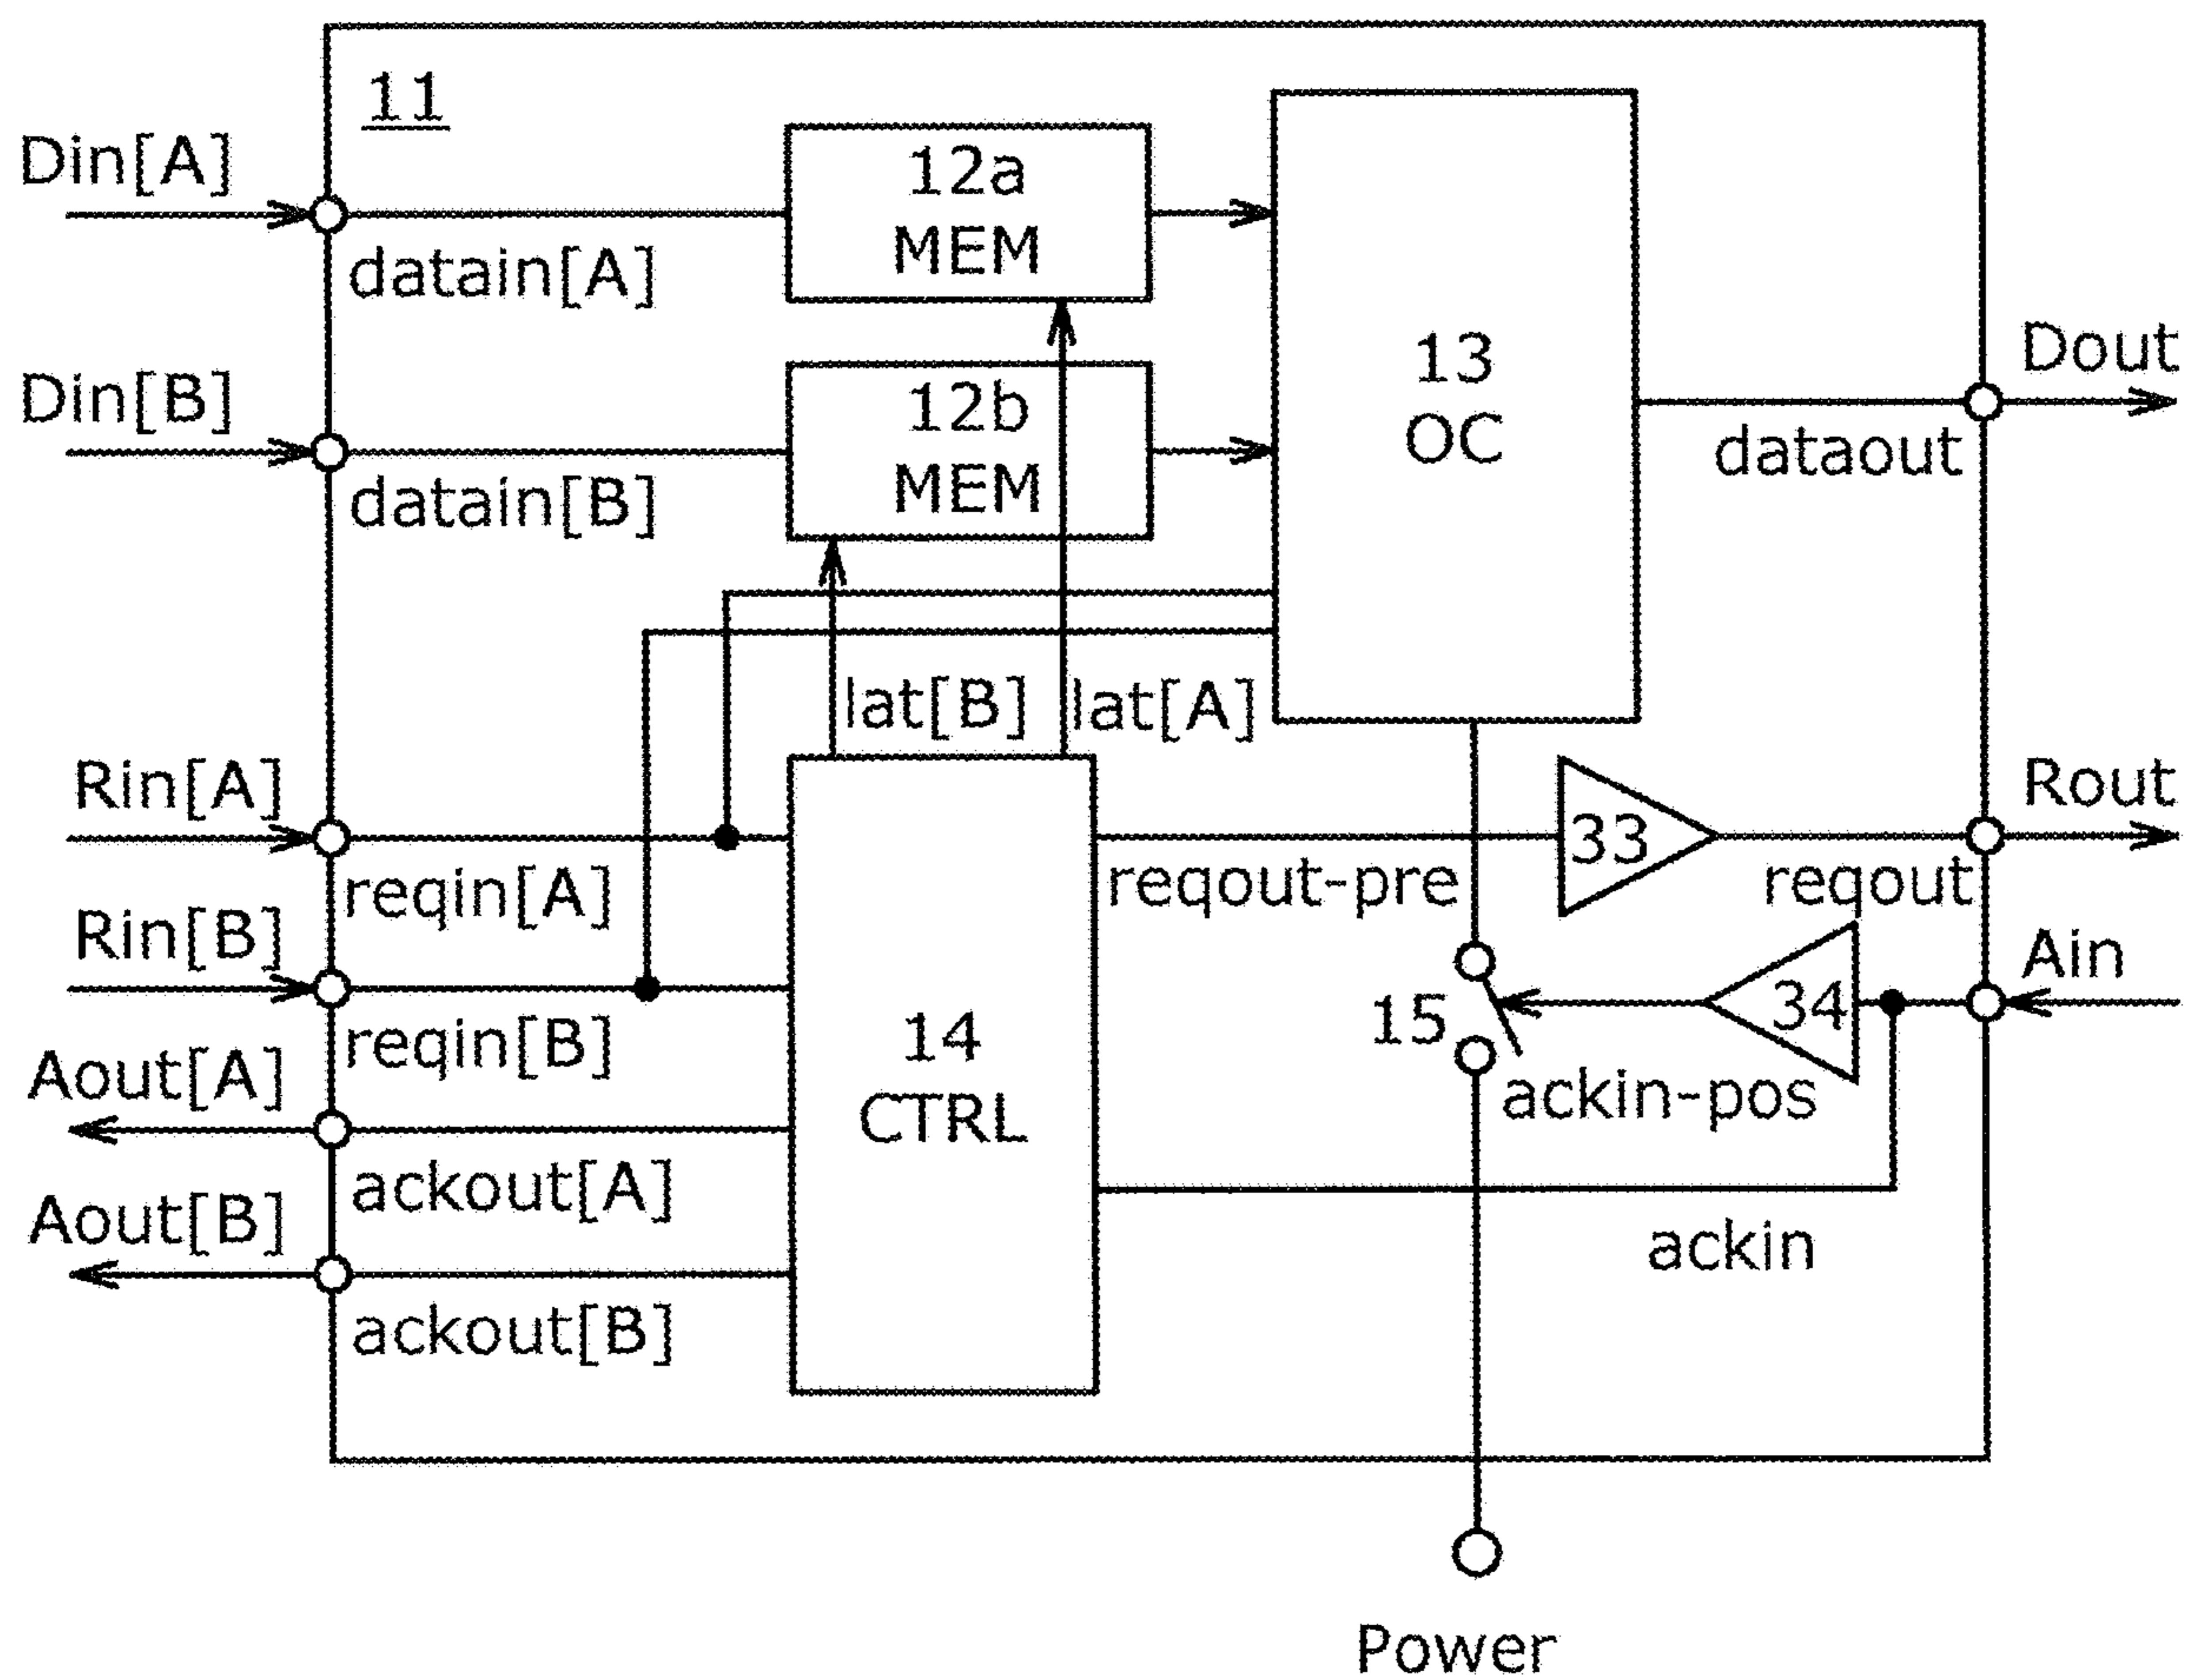 11
Din[A]
12a
MEM
datain[A]
Din[B]
12b
MEM
datain[B]
13
OC
Dout
dataout
lat[B]
lat[A]
Rin[A]
reqin[A]
Rin[B]
reqin[B]
Aout[A]
ackout[A]
Aout[B]
ackout[B]
14
CTRL
reqout-pre
33
Rout
reqout
Ain
34
15
ackin-pos
ackin
Power